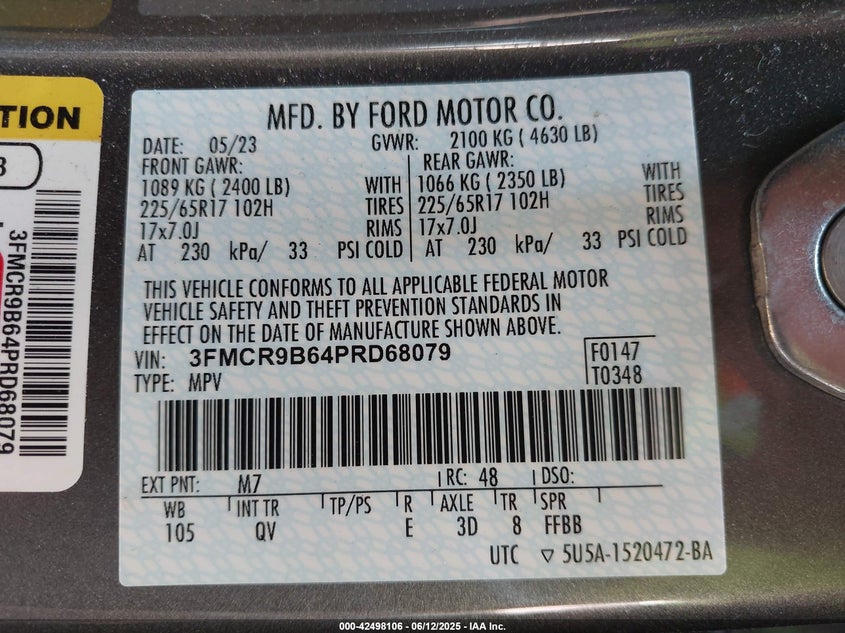 TION
3
3FMCR9B64PRD68079
MFD. BY FORD MOTOR CO.
DATE: 05/23 GVWR: 2100 KG ( 4630 LB)
FRONT GAWR: REAR GAWR:
1089 KG ( 2400 LB) WITH 1066 KG ( 2350 LB) WITH
225/65R17 102H TIRES 225/65R17 102H TIRES
17x7.0J RIMS 17x7.0J RIMS
AT 230 kPa/ 33 PSI COLD AT 230 kPa/ 33 PSI COLD
THIS VEHICLE CONFORMS TO ALL APPLICABLE FEDERAL MOTOR
VEHICLE SAFETY AND THEFT PREVENTION STANDARDS IN
EFFECT ON THE DATE OF MANUFACTURE SHOWN ABOVE.
VIN: 3FMCR9B64PRD68079 F0147
TYPE: MPV T0348
EXT PNT: M7 RC: 48 DSO:
WB INT TR TP/PS R AXLE TR SPR
105 QV E 3D 8 FFBB
UTC ▽ 5U5A-1520472-BA
000-42498106 - 06/12/2025 - IAA Inc.